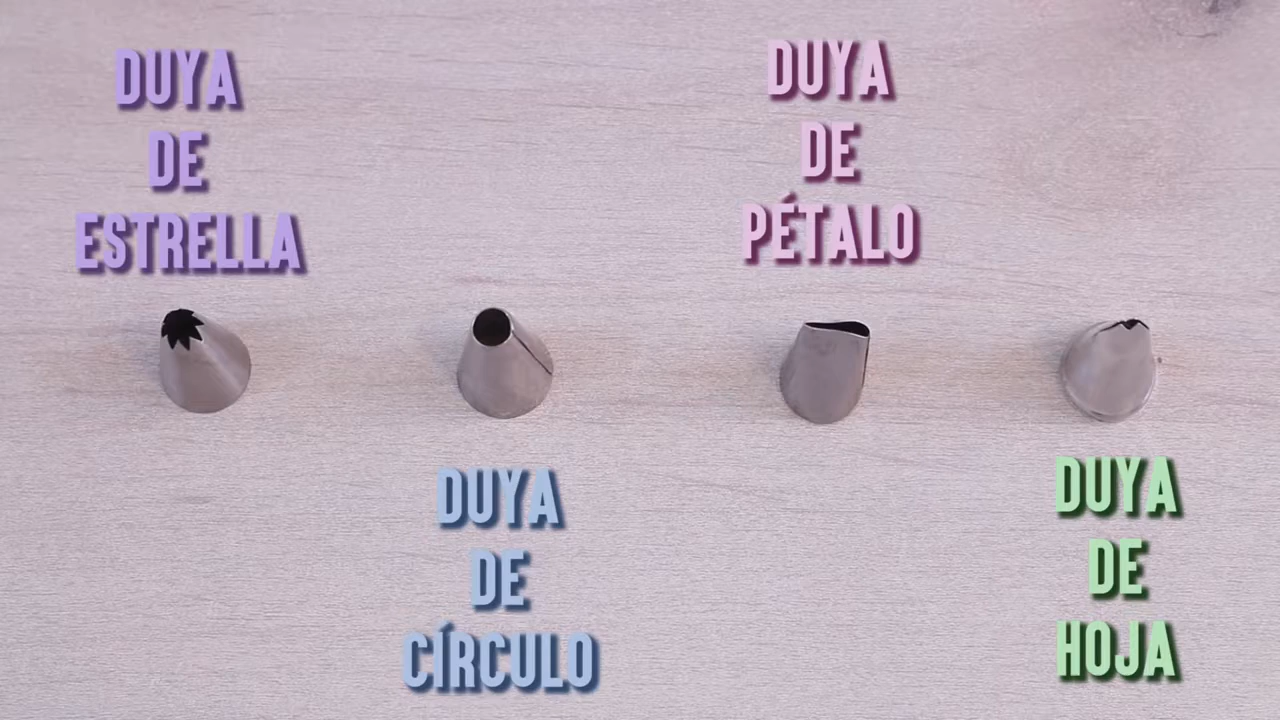 DUYA
DE
ESTRELLA
DUYA
DE
CÍRCULO
DUYA
DE
PÉTALO
DUYA
DE
HOJA